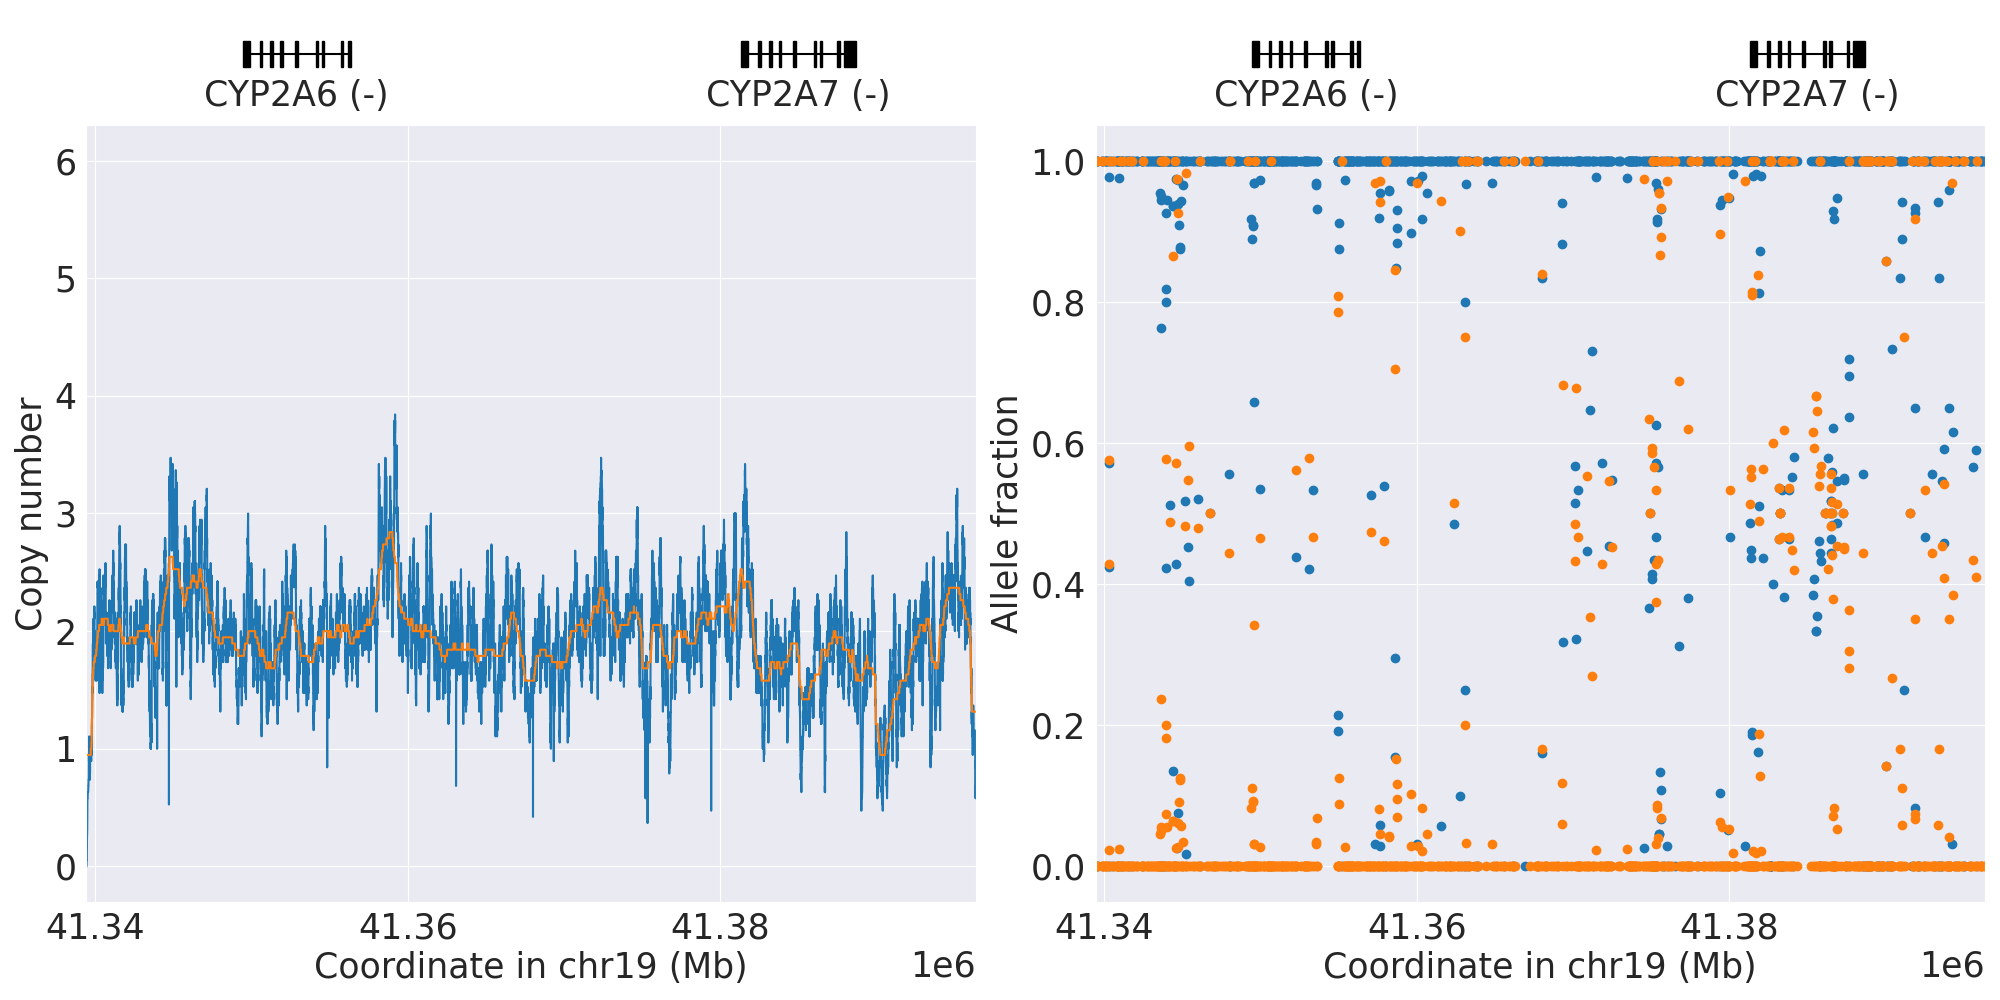 CYP2A6 (-) CYP2A7 (-)
CYP2A6 (-) CYP2A7 (-)
Copy number
6
5
4
3
2
1
0
41.34 41.36 41.38
Coordinate in chr19 (Mb) 1e6
Allele fraction
1.0
0.8
0.6
0.4
0.2
0.0
41.34 41.36 41.38
Coordinate in chr19 (Mb) 1e6